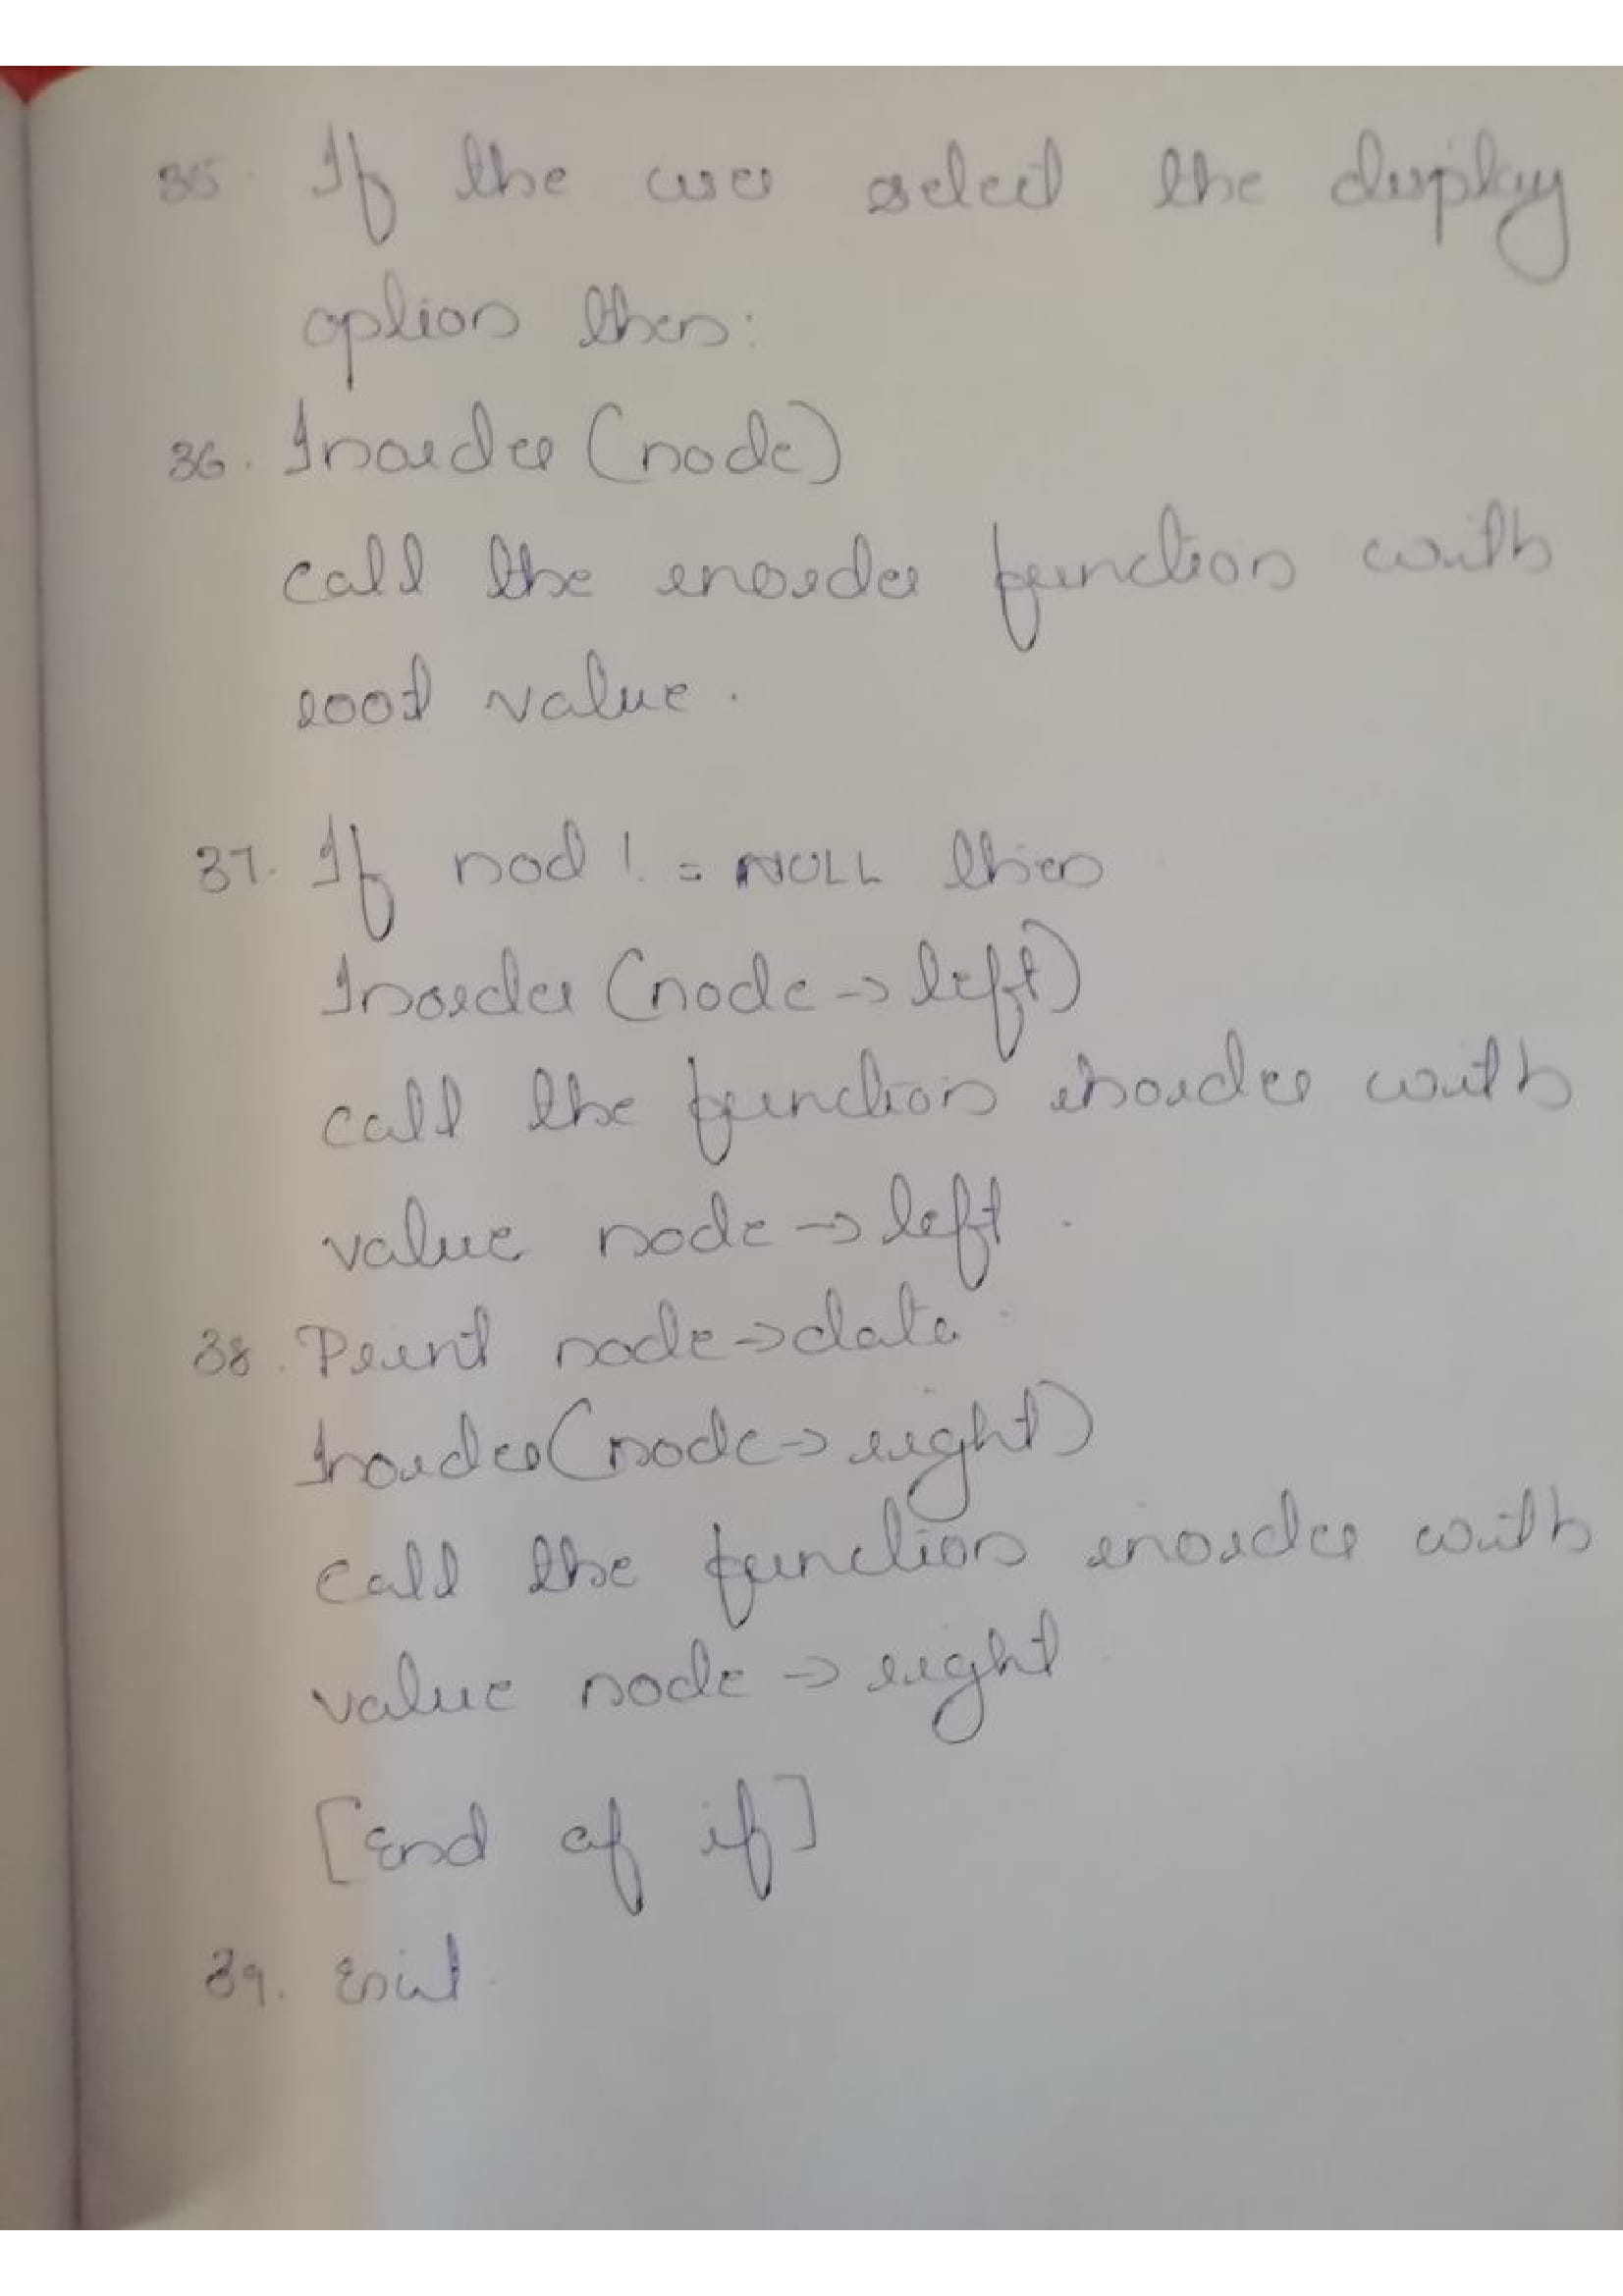 35. If the user select the display
option then:
36. Inorder (node)
call the inorder function with
root value.
37. If nod != NULL then
Inorder (node -> left)
call the function inorder with
value node -> left.
38. Print node -> data.
Inorder (node -> right)
call the function inorder with
value node -> right.
[End of if]
39. Exit.